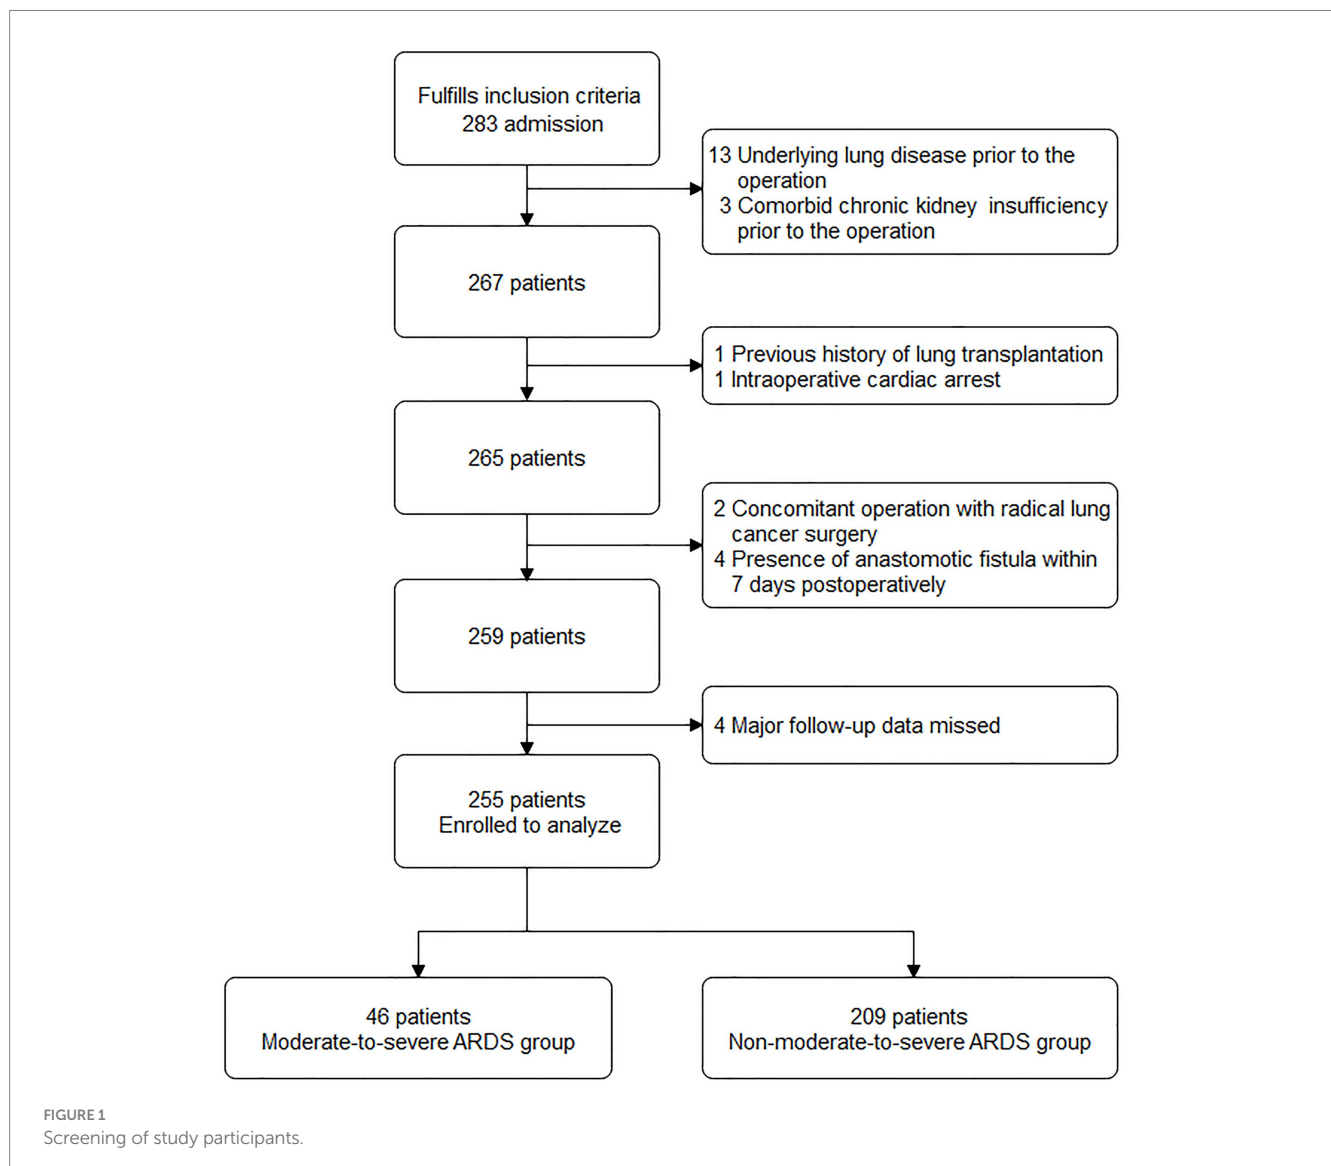 Fulfills inclusion criteria
283 admission
13 Underlying lung disease prior to the
operation
3 Comorbid chronic kidney insufficiency
prior to the operation
267 patients
1 Previous history of lung transplantation
1 Intraoperative cardiac arrest
265 patients
2 Concomitant operation with radical lung
cancer surgery
4 Presence of anastomotic fistula within
7 days postoperatively
259 patients
4 Major follow-up data missed
255 patients
Enrolled to analyze
46 patients
Moderate-to-severe ARDS group
209 patients
Non-moderate-to-severe ARDS group
FIGURE 1
Screening of study participants.